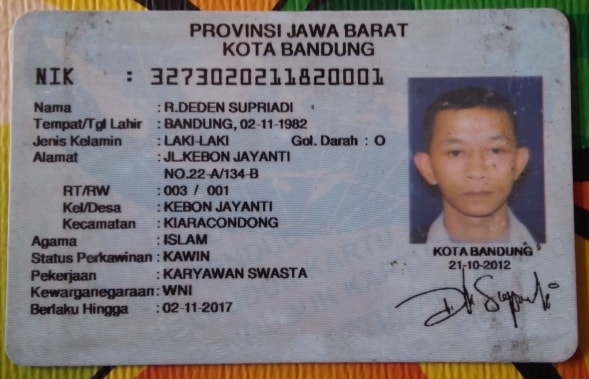 PROVINSI JAWA BARAT
KOTA BANDUNG
NIK : 3273020211820001
Nama : R.DEDEN SUPRIADI
Tempat/Tgl Lahir : BANDUNG, 02-11-1982
Jenis Kelamin : LAKI-LAKI Gol. Darah : O
Alamat : JL.KEBON JAYANTI
NO.22-A/134-B
RT/RW : 003 / 001
Kel/Desa : KEBON JAYANTI
Kecamatan : KIARACONDONG
Agama : ISLAM
Status Perkawinan : KAWIN
Pekerjaan : KARYAWAN SWASTA
Kewarganegaraan: WNI
Berlaku Hingga : 02-11-2017
KOTA BANDUNG
21-10-2012